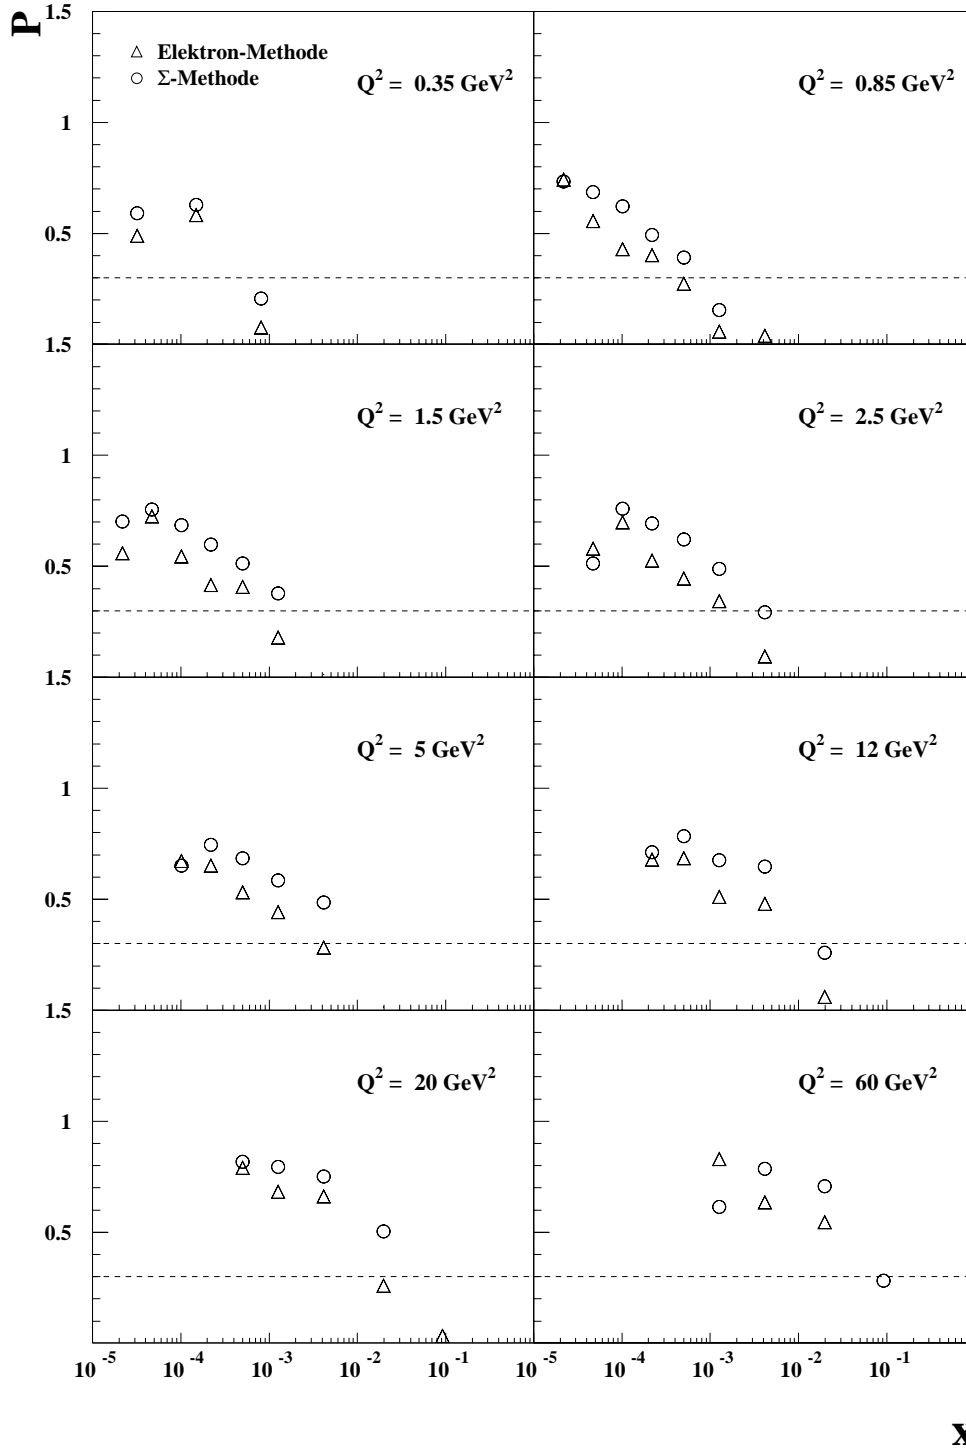 P
1.5
1
0.5
△ Elektron-Methode
○ Σ-Methode
Q² = 0.35 GeV²
Q² = 0.85 GeV²
1.5
1
0.5
Q² = 1.5 GeV²
Q² = 2.5 GeV²
1.5
1
0.5
Q² = 5 GeV²
Q² = 12 GeV²
1.5
1
0.5
Q² = 20 GeV²
Q² = 60 GeV²
10⁻⁵ 10⁻⁴ 10⁻³ 10⁻² 10⁻¹ 10⁻⁵ 10⁻⁴ 10⁻³ 10⁻² 10⁻¹
x